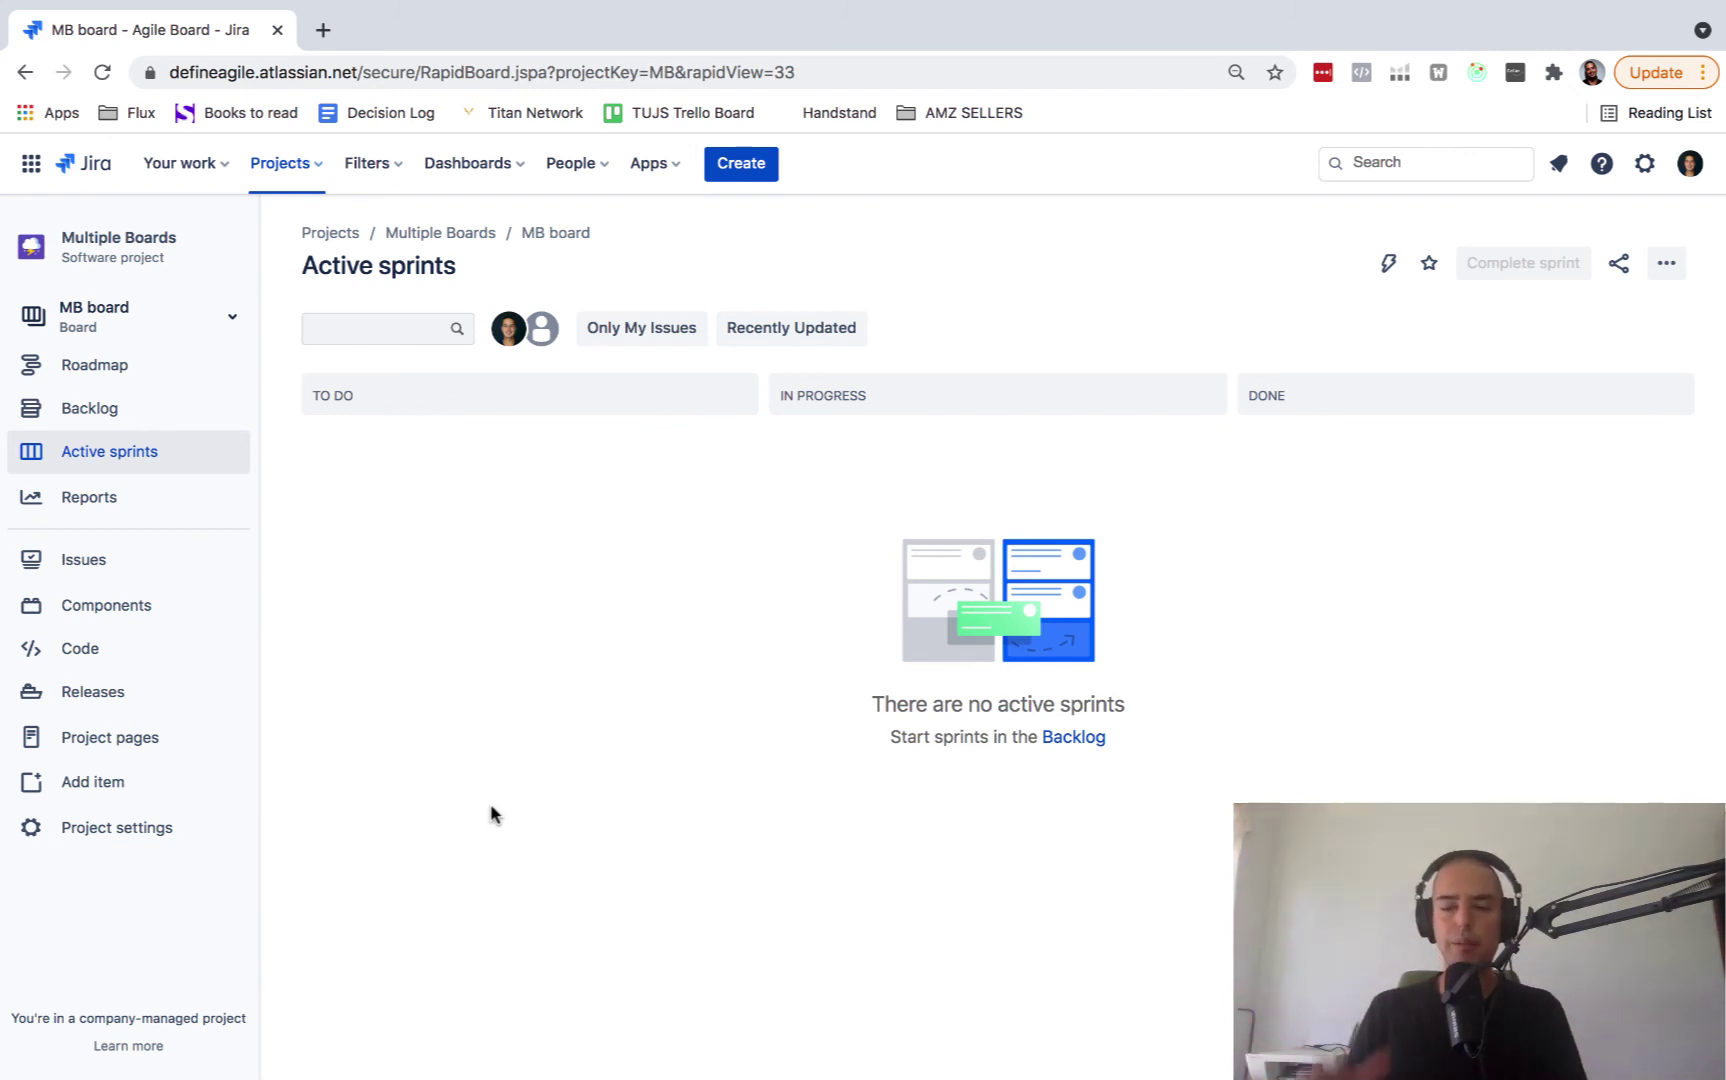 MB board - Agile Board - Jira
defineagile.atlassian.net/secure/RapidBoard.jspa?projectKey=MB&rapidView=33
Update
Apps
Flux
Books to read
Decision Log
Titan Network
TUJS Trello Board
Handstand
AMZ SELLERS
Reading List
Jira
Your work
Projects
Filters
Dashboards
People
Apps
Create
Search
Multiple Boards
Software project
MB board
Board
Roadmap
Backlog
Active sprints
Reports
Issues
Components
Code
Releases
Project pages
Add item
Project settings
You're in a company-managed project
Learn more
Projects / Multiple Boards / MB board
Active sprints
Complete sprint
Only My Issues
Recently Updated
TO DO
IN PROGRESS
DONE
There are no active sprints
Start sprints in the Backlog